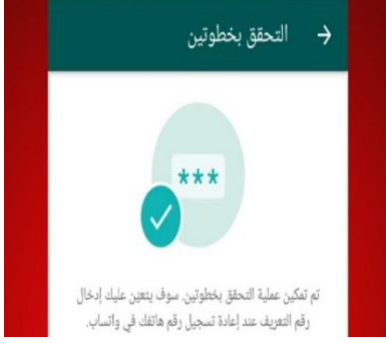 التحقق بخطوتين
***
تم تمكين عملية التحقق بخطوتين. سوف يتعين عليك إدخال
رقم التعريف عند إعادة تسجيل رقم هاتفك في واتساب.